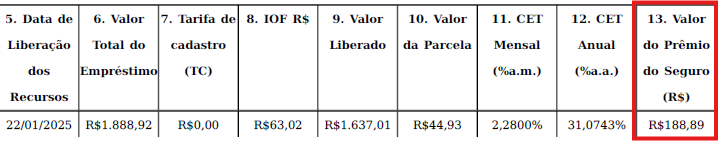 5. Data de Liberação dos Recursos
6. Valor Total do Empréstimo
7. Tarifa de cadastro (TC)
8. IOF R$
9. Valor Liberado
10. Valor da Parcela
11. CET Mensal (%a.m.)
12. CET Anual (%a.a.)
13. Valor do Prêmio do Seguro (R$)
22/01/2025
R$1.888,92
R$0,00
R$63,02
R$1.637,01
R$44,93
2,2800%
31,0743%
R$188,89